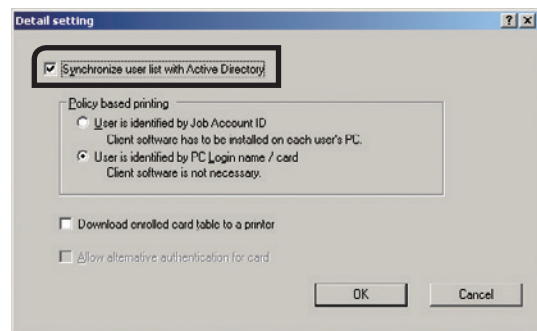 Detail setting
Synchronize user list with Active Directory
Policy based printing
User is identified by Job Account ID
Client software has to be installed on each user's PC.
User is identified by PC Login name / card
Client software is not necessary.
Download enrolled card table to a printer
Allow alternative authentication for card
OK Cancel